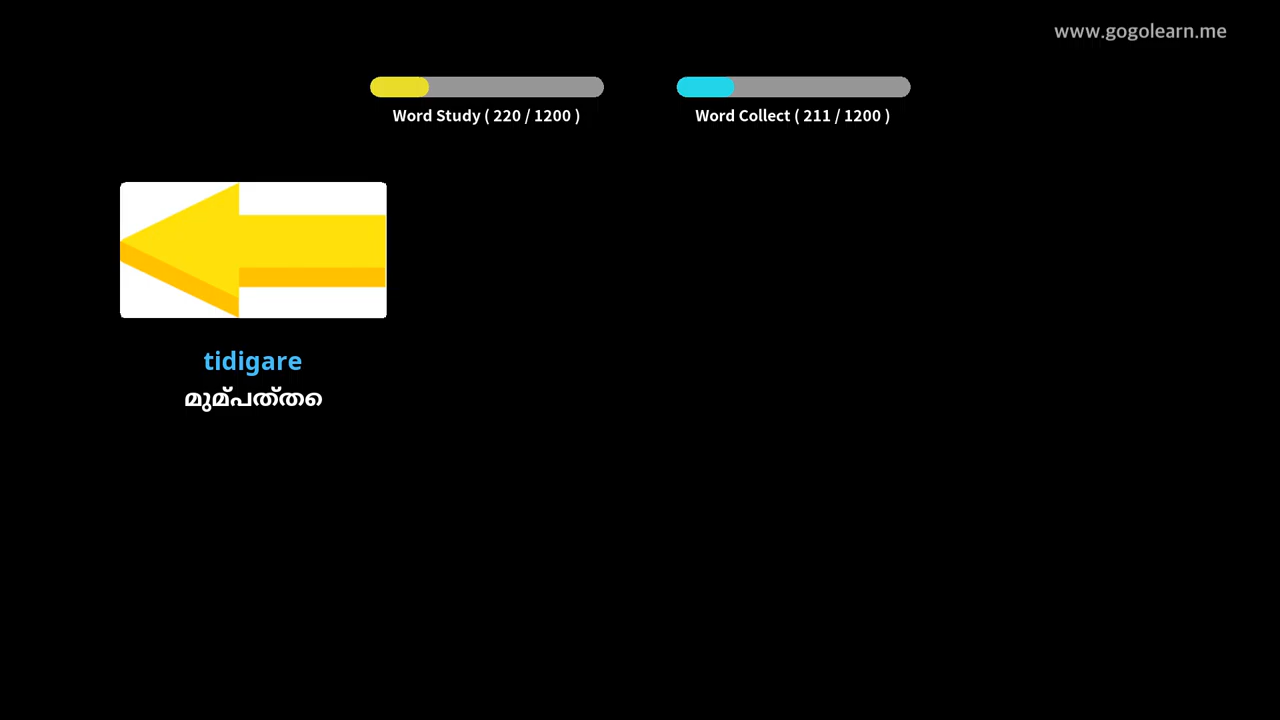 www.gogolearn.me
Word Study ( 220 / 1200 )
Word Collect ( 211 / 1200 )
tidigare
മുമ്പത്തെ